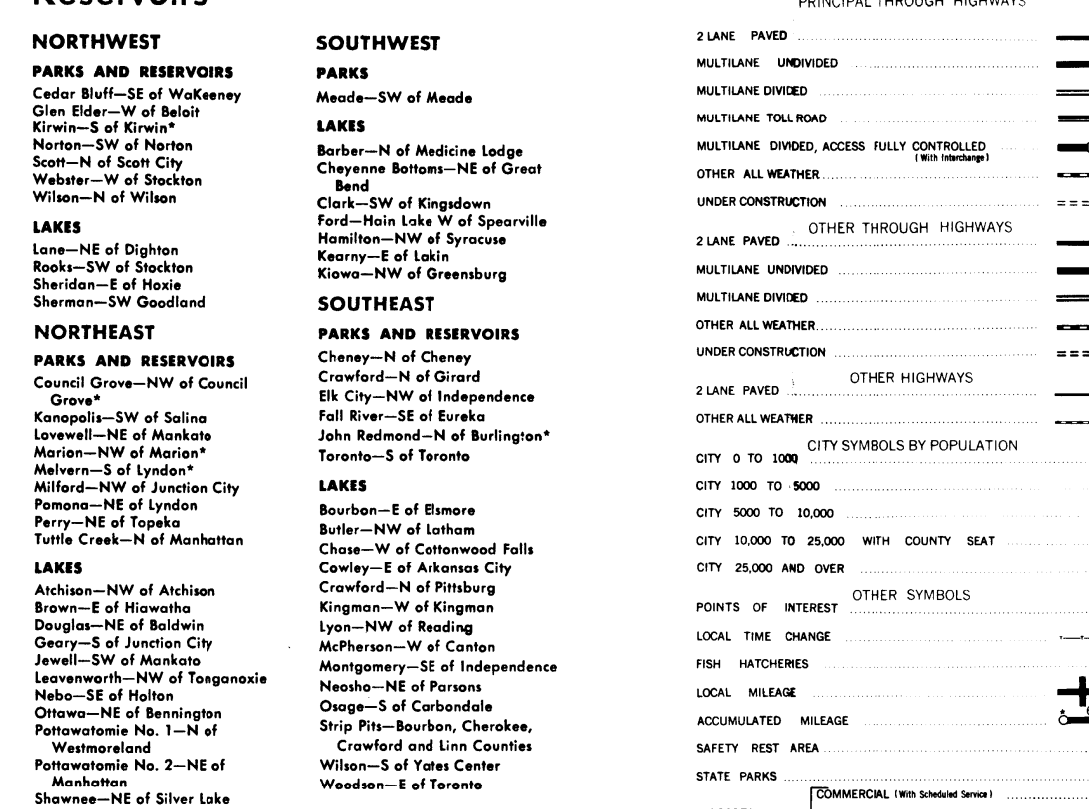 Reservoirs
NORTHWEST
PARKS AND RESERVOIRS
Cedar Bluff—SE of WaKeeney
Glen Elder—W of Beloit
Kirwin—S of Kirwin*
Norton—SW of Norton
Scott—N of Scott City
Webster—W of Stockton
Wilson—N of Wilson
LAKES
Lane—NE of Dighton
Rooks—SW of Stockton
Sheridan—E of Hoxie
Sherman—SW Goodland
NORTHEAST
PARKS AND RESERVOIRS
Council Grove—NW of Council
Grove*
Kanopolis—SW of Salina
Lovewell—NE of Mankato
Marion—NW of Marion*
Melvern—S of Lyndon*
Milford—NW of Junction City
Pomona—NE of Lyndon
Perry—NE of Topeka
Tuttle Creek—N of Manhattan
LAKES
Atchison—NW of Atchison
Brown—E of Hiawatha
Douglas—NE of Baldwin
Geary—S of Junction City
Jewell—SW of Mankato
Leavenworth—NW of Tonganoxie
Nebo—SE of Holton
Ottawa—NE of Bennington
Pottawatomie No. 1—N of
Westmoreland
Pottawatomie No. 2—NE of
Manhattan
Shawnee—NE of Silver Lake
SOUTHWEST
PARKS
Meade—SW of Meade
LAKES
Barber—N of Medicine Lodge
Cheyenne Bottoms—NE of Great
Bend
Clark—SW of Kingsdown
Ford—Hain Lake W of Spearville
Hamilton—NW of Syracuse
Kearny—E of Lakin
Kiowa—NW of Greensburg
SOUTHEAST
PARKS AND RESERVOIRS
Cheney—N of Cheney
Crawford—N of Girard
Elk City—NW of Independence
Fall River—SE of Eureka
John Redmond—N of Burlington*
Toronto—S of Toronto
LAKES
Bourbon—E of Elsmore
Butler—NW of Latham
Chase—W of Cottonwood Falls
Cowley—E of Arkansas City
Crawford—N of Pittsburg
Kingman—W of Kingman
Lyon—NW of Reading
McPherson—W of Canton
Montgomery—SE of Independence
Neosho—NE of Parsons
Osage—S of Carbondale
Strip Pits—Bourbon, Cherokee,
Crawford and Linn Counties
Wilson—S of Yates Center
Woodson—E of Toronto
PRINCIPAL THROUGH HIGHWAYS
2 LANE PAVED
MULTILANE UNDIVIDED
MULTILANE DIVIDED
MULTILANE TOLL ROAD
MULTILANE DIVIDED, ACCESS FULLY CONTROLLED
(With Interchange)
OTHER ALL WEATHER
UNDER CONSTRUCTION
OTHER THROUGH HIGHWAYS
2 LANE PAVED
MULTILANE UNDIVIDED
MULTILANE DIVIDED
OTHER ALL WEATHER
UNDER CONSTRUCTION
OTHER HIGHWAYS
2 LANE PAVED
OTHER ALL WEATHER
CITY SYMBOLS BY POPULATION
CITY 0 TO 1000
CITY 1000 TO 5000
CITY 5000 TO 10,000
CITY 10,000 TO 25,000 WITH COUNTY SEAT
CITY 25,000 AND OVER
OTHER SYMBOLS
POINTS OF INTEREST
LOCAL TIME CHANGE
FISH HATCHERIES
LOCAL MILEAGE
ACCUMULATED MILEAGE
SAFETY REST AREA
STATE PARKS
COMMERCIAL (With Scheduled Service)